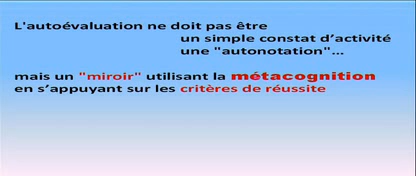 L'autoévaluation ne doit pas être
un simple constat d’activité
une "autonotation"...
mais un "miroir" utilisant la métacognition
en s’appuyant sur les critères de réussite